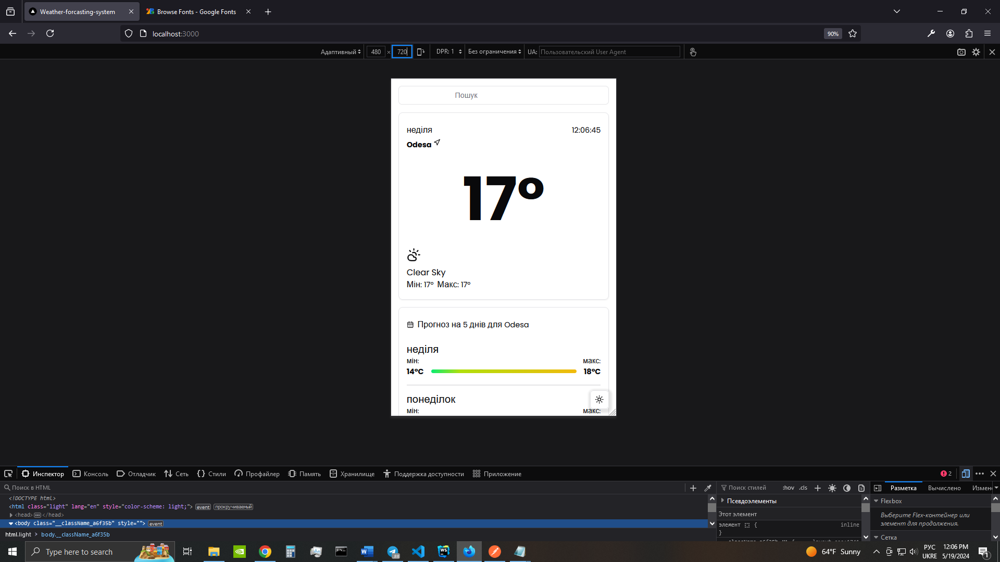 Weather-forcasting-system
Browse Fonts - Google Fonts
localhost:3000
90%
Адаптивный
480 × 720
DPR: 1
Без ограничения
UA: Пользовательский User Agent
Пошук
неділя
12:06:45
Odesa
17º
Clear Sky
Мін: 17º Макс: 17º
Прогноз на 5 днів для Odesa
неділя
мін:
макс:
14ºC
18ºC
понеділок
мін:
макс:
Инспектор
Консоль
Отладчик
Сеть
Стили
Профайлер
Память
Хранилище
Поддержка доступности
Приложение
2
Поиск в HTML
Поиск стилей
:hov
.cls
Разметка
Вычислено
Измен
<!DOCTYPE html>
<html class="light" lang="en" style="color-scheme: light;"> event прокручиваемый
<head> </head>
<body class="__className_a6f35b" style=""> event
html.light > body.__className_a6f35b
Псевдоэлементы
Этот элемент
элемент {
inline
}
Flexbox
Выберите Flex-контейнер или
элемент для продолжения.
Сетка
Type here to search
.88
64°F Sunny
РУС
UKRE
12:06 PM
5/19/2024
1